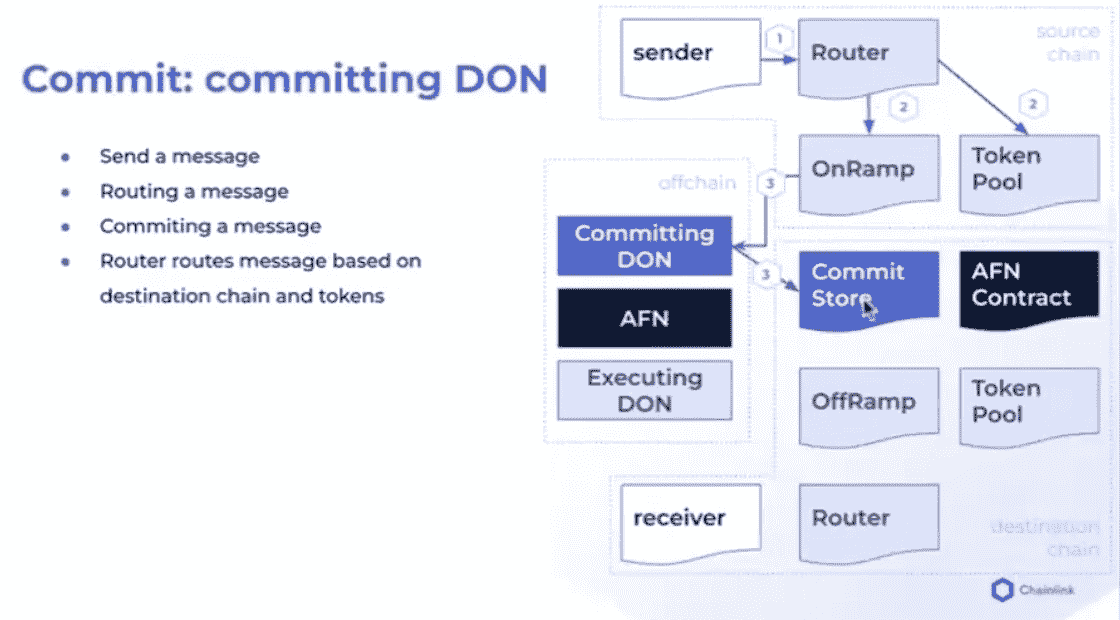 Commit: committing DON
Send a message
Routing a message
Commiting a message
Router routes message based on
destination chain and tokens
sender
1
Router
source
chain
2
2
OnRamp
Token
Pool
offchain
3
Committing
DON
3
Commit
Store
AFN
Contract
AFN
Executing
DON
OffRamp
Token
Pool
receiver
Router
destination
chain
Chainlink